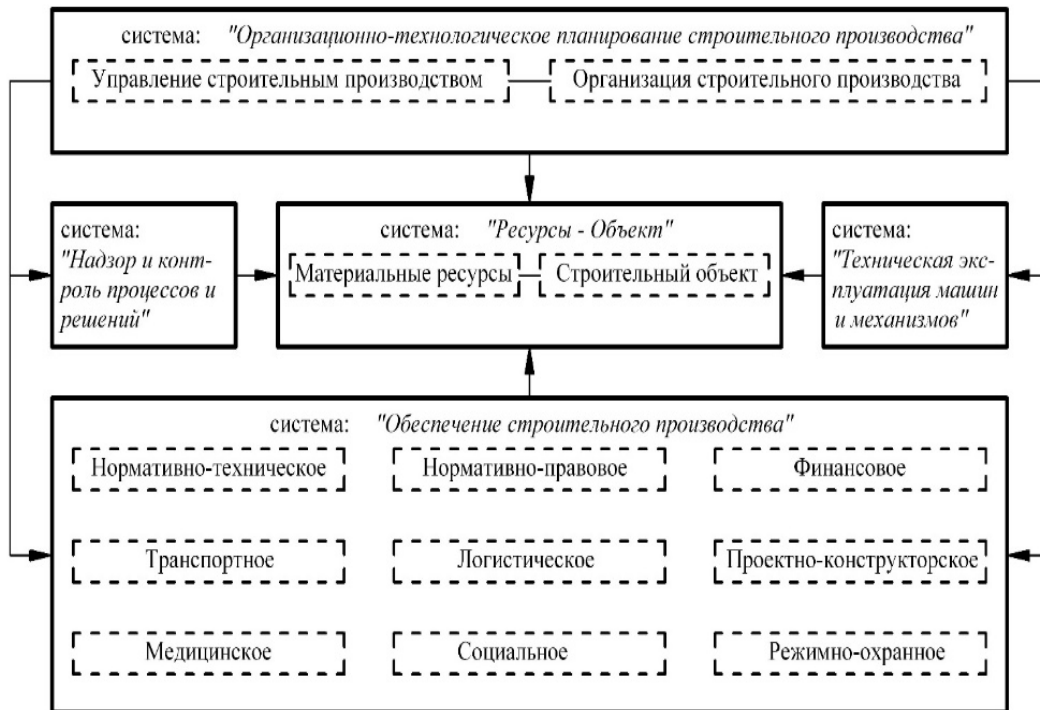 система: "Организационно-технологическое планирование строительного производства"
Управление строительным производством
Организация строительного производства
система:
"Надзор и конт-
роль процессов и
решений"
система: "Ресурсы - Объект"
Материальные ресурсы
Строительный объект
система:
"Техническая экс-
плуатация машин
и механизмов"
система: "Обеспечение строительного производства"
Нормативно-техническое
Нормативно-правовое
Финансовое
Транспортное
Логистическое
Проектно-конструкторское
Медицинское
Социальное
Режимно-охранное